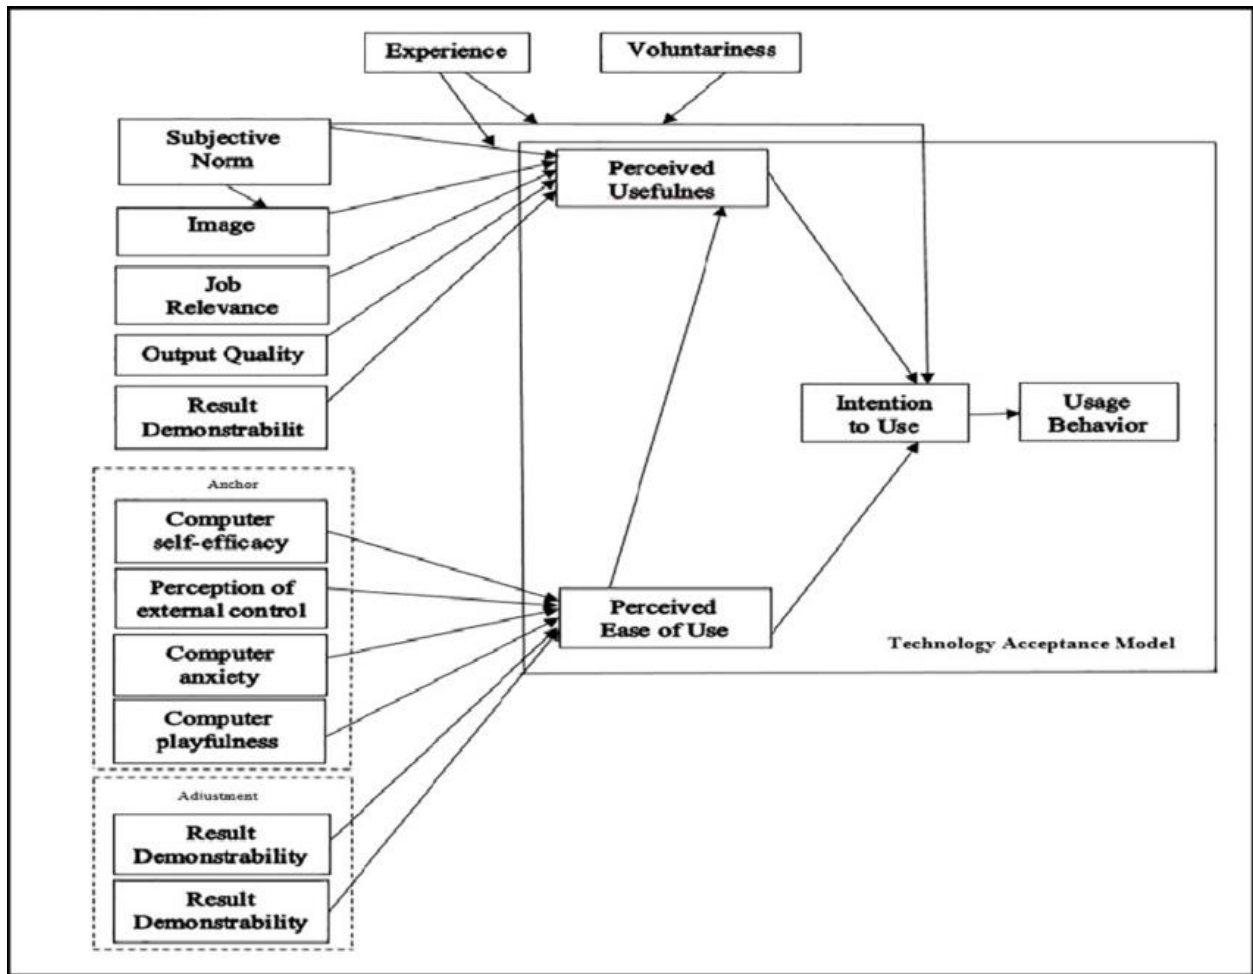 Experience
Voluntariness
Subjective
Norm
Perceived
Usefulnes
Image
Job
Relevance
Output Quality
Result
Demonstrabilit
Intention
to Use
Usage
Behavior
Anchor
Computer
self-efficacy
Perception of
external control
Computer
anxiety
Computer
playfulness
Perceived
Ease of Use
Technology Acceptance Model
Adiustment
Result
Demonstrability
Result
Demonstrability